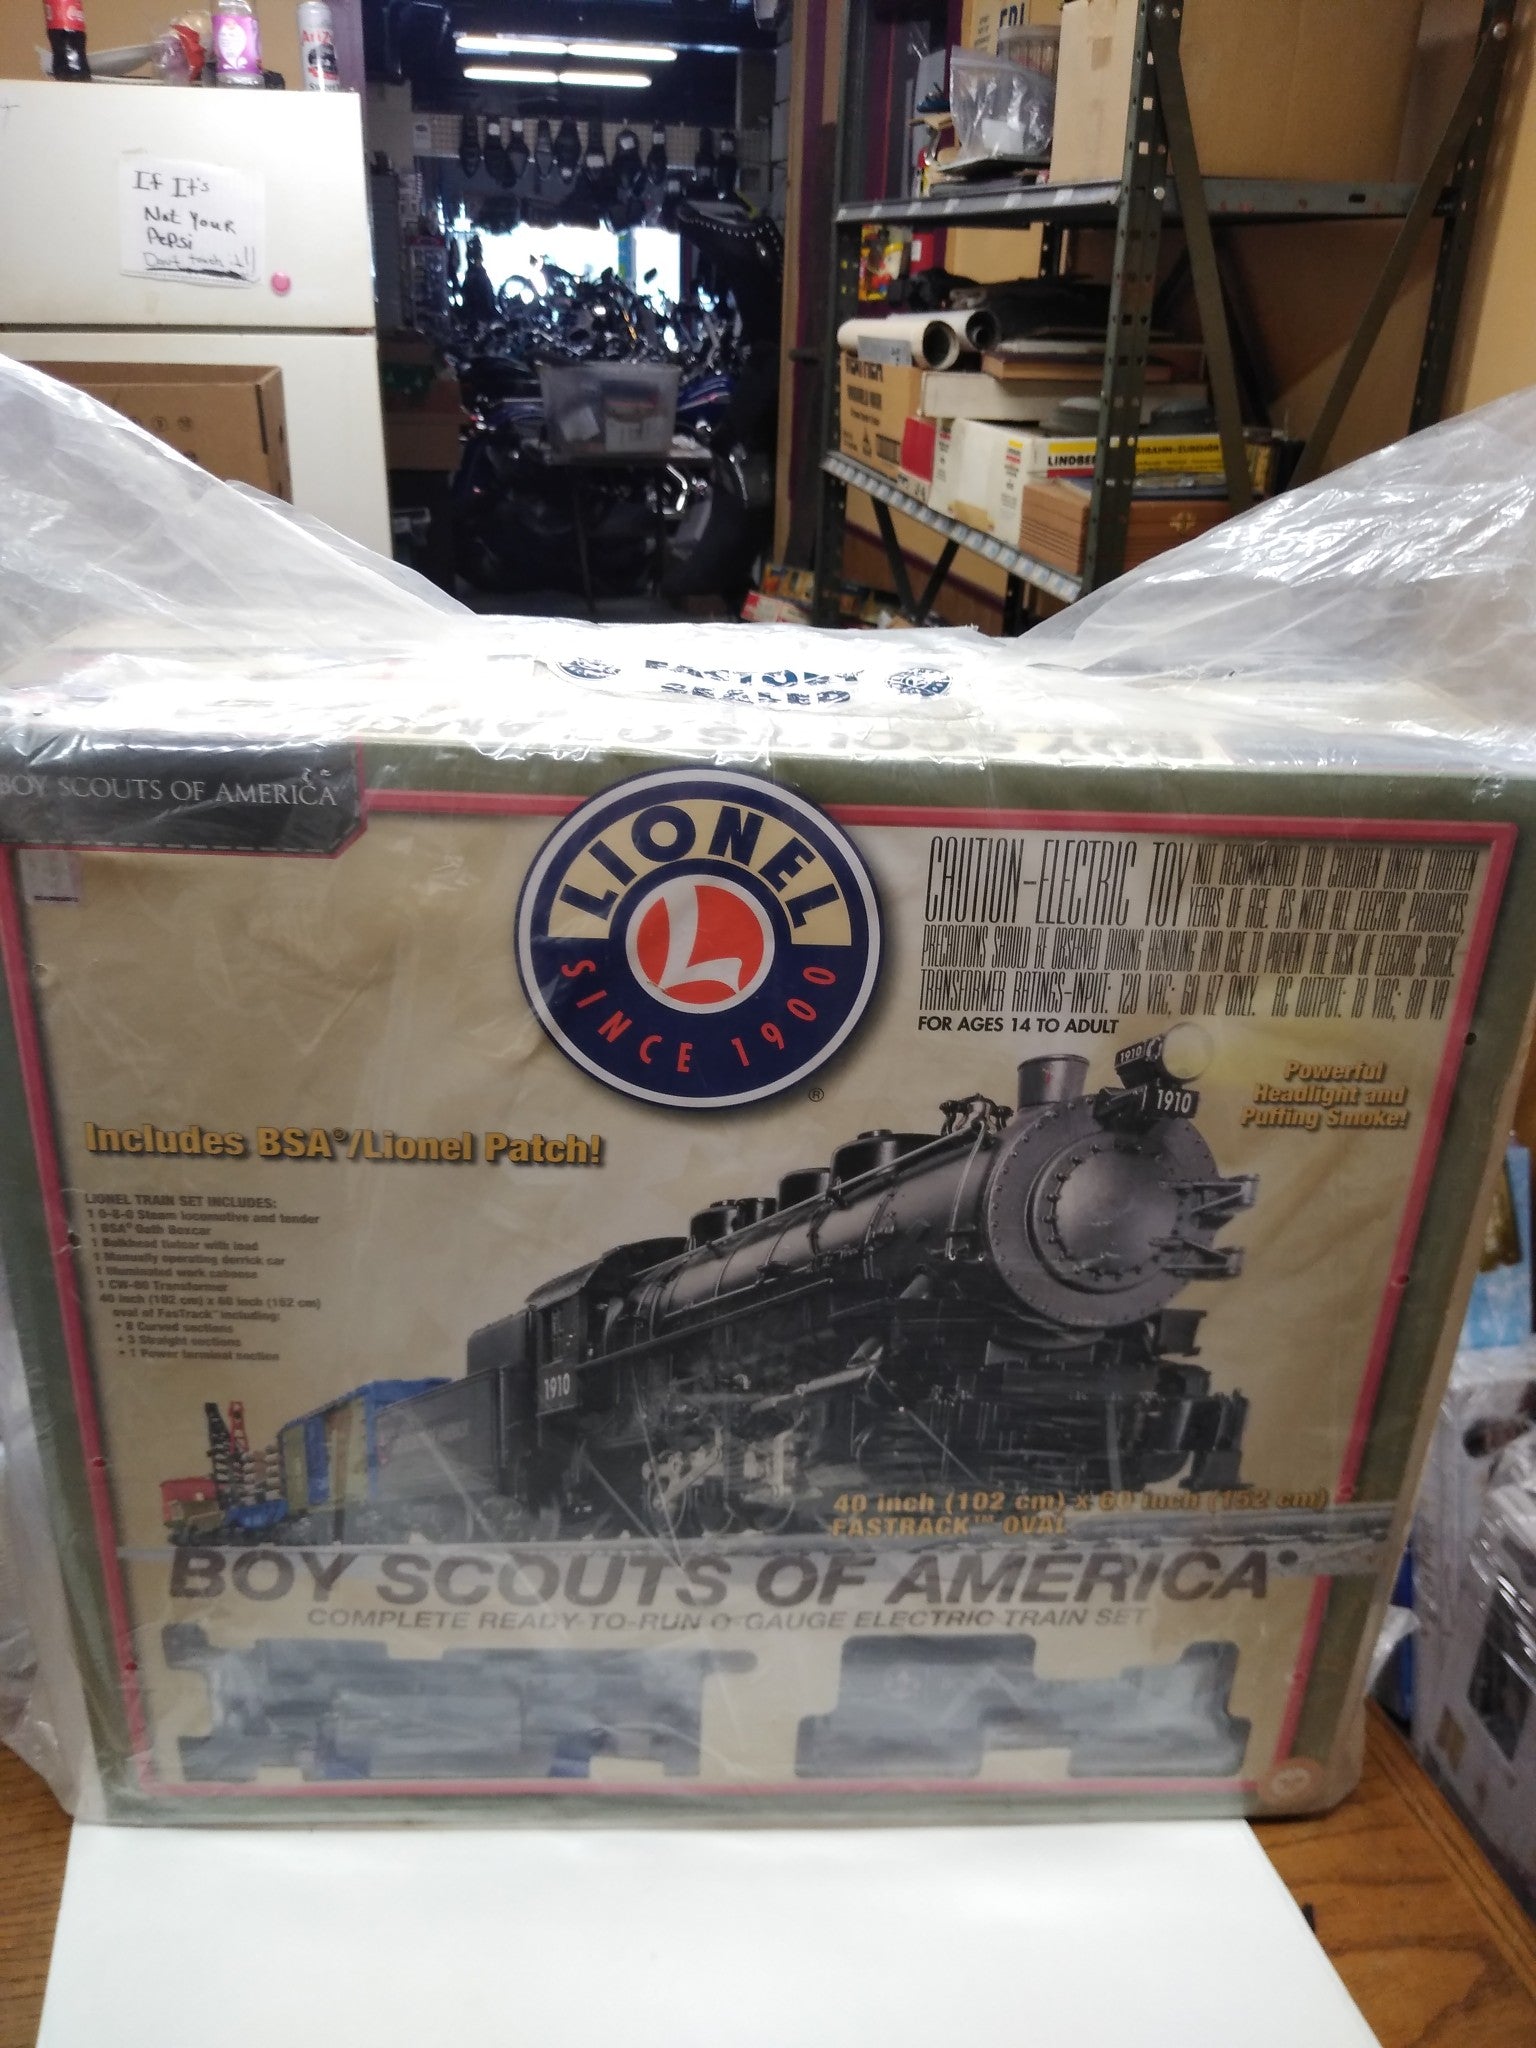 If It's
Not Your
Pepsi
Don't touch it!!
LINDBE
FACTORY
SEALED
BOY SCOUTS OF AMERICA
BOY SCOUTS OF AMERICA
LIONEL
L
SINCE 1900
®
CAUTION-ELECTRIC TOY NOT RECOMMENDED FOR CHILDREN UNDER FOURTEEN
YEARS OF AGE. AS WITH ALL ELECTRIC PRODUCTS,
PRECAUTIONS SHOULD BE OBSERVED DURING HANDLING AND USE TO PREVENT THE RISK OF ELECTRIC SHOCK.
TRANSFORMER RATINGS-INPUT: 120 VAC; 60 HZ ONLY. AC OUTPUT: 18 VAC; 80 VA
FOR AGES 14 TO ADULT
1910
1910
Powerful
Headlight and
Puffing Smoke!
Includes BSA®/Lionel Patch!
LIONEL TRAIN SET INCLUDES:
1 0-8-0 Steam locomotive and tender
1 BSA® Oath Boxcar
1 Bulkhead flatcar with load
1 Manually operating derrick car
1 Illuminated work caboose
1 CW-80 Transformer
40 inch (102 cm) x 60 inch (152 cm)
oval of FasTrack™ including:
• 8 Curved sections
• 3 Straight sections
• 1 Power terminal section
1910
40 inch (102 cm) x 60 inch (152 cm)
FASTRACK™ OVAL
BOY SCOUTS OF AMERICA®
COMPLETE READY-TO-RUN O GAUGE ELECTRIC TRAIN SET